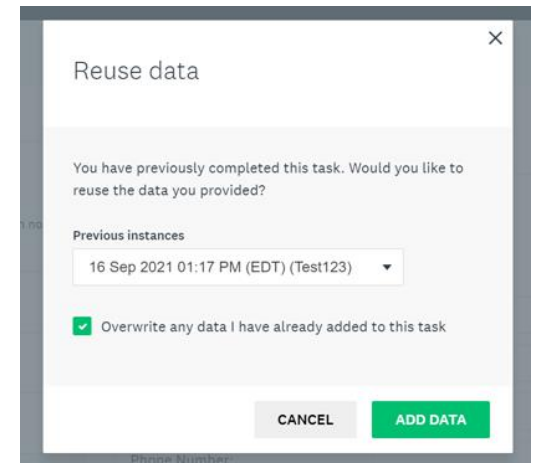 Reuse data
You have previously completed this task. Would you like to
reuse the data you provided?
Previous instances
16 Sep 2021 01:17 PM (EDT) (Test123)
Overwrite any data I have already added to this task
CANCEL ADD DATA
Phone Number: